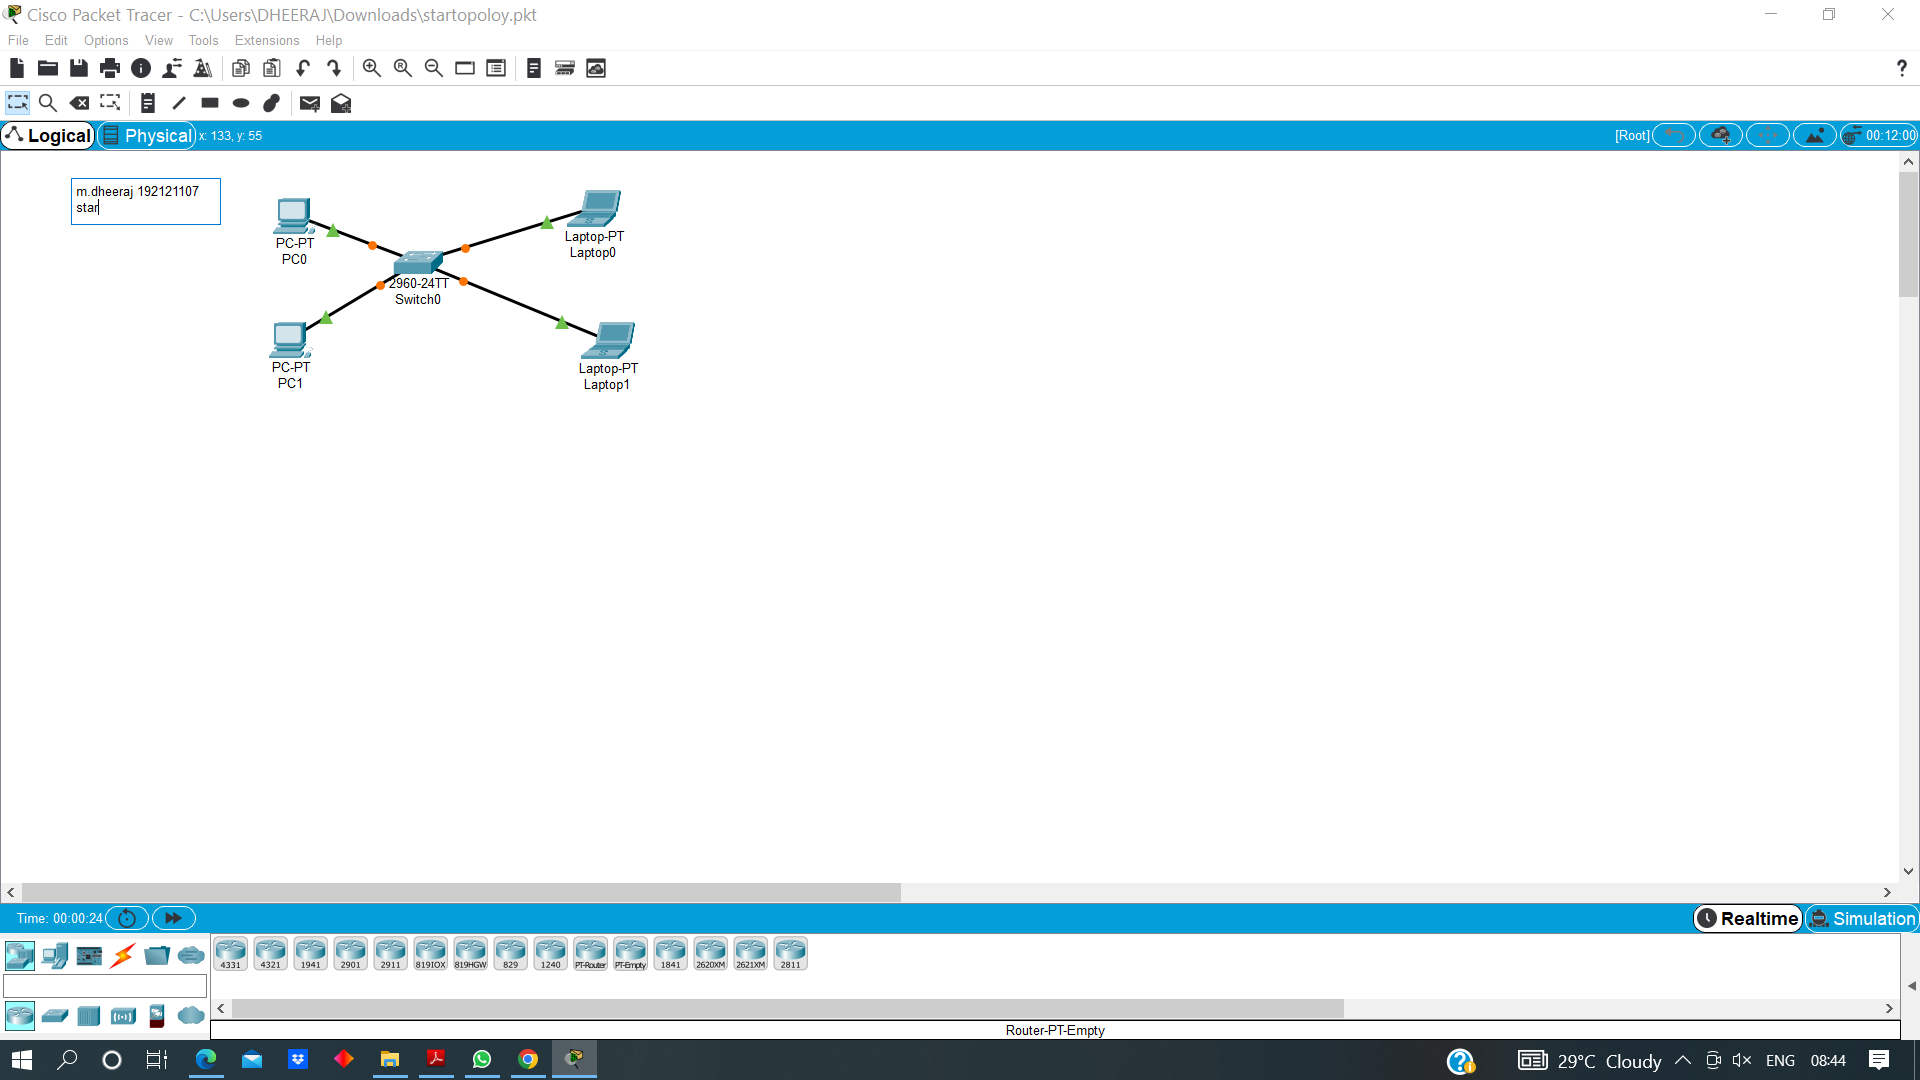 Cisco Packet Tracer - C:\Users\DHEERAJ\Downloads\startopoloy.pkt
File Edit Options View Tools Extensions Help
?
Logical Physical x: 133, y: 55 [Root] 00:12:00
m.dheeraj 192121107
star
PC-PT
PC0
Laptop-PT
Laptop0
2960-24TT
Switch0
PC-PT
PC1
Laptop-PT
Laptop1
Time: 00:00:24 Realtime Simulation
4331 4321 1941 2901 2911 819IOX 819HGW 829 1240 PT-Router PT-Empty 1841 2620XM 2621XM 2811
Router-PT-Empty
29°C Cloudy ENG 08:44